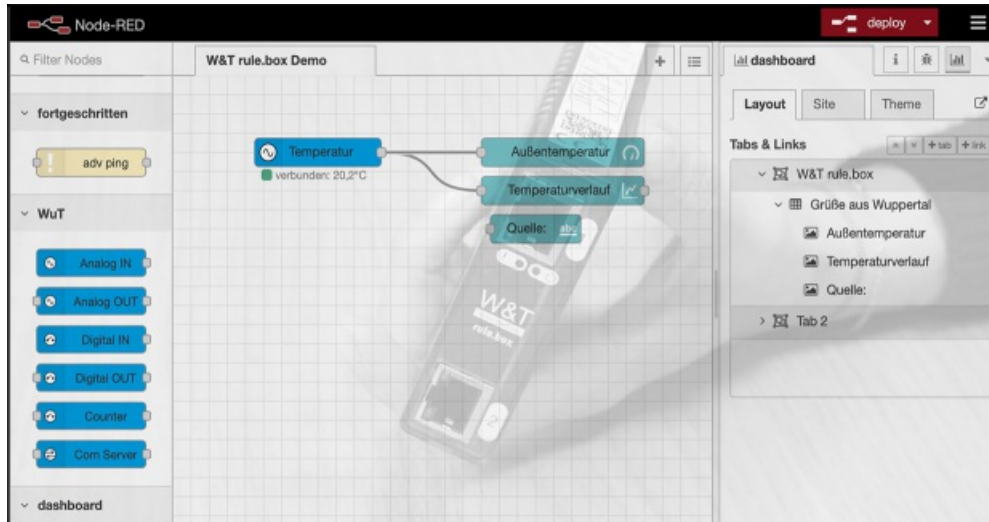 Node-RED
deploy
Filter Nodes
W&T rule.box Demo
dashboard
fortgeschritten
Layout
Site
Theme
adv ping
Temperatur
Außentemperatur
Tabs & Links
+ tab
+ link
verbunden: 20,2°C
Temperaturverlauf
W&T rule.box
WuT
Grüße aus Wuppertal
Quelle:
abc
Außentemperatur
Analog IN
Temperaturverlauf
Analog OUT
Quelle:
W&T
rule.box
Digital IN
Tab 2
Digital OUT
Counter
2
Com Server
dashboard